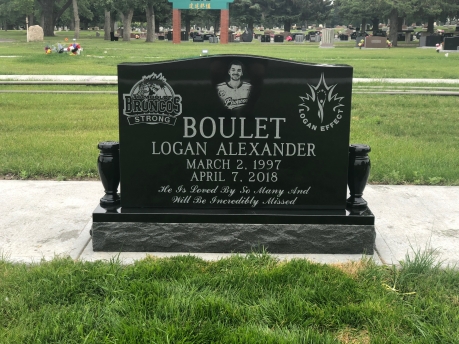 BRONCOS
STRONG
LOGAN EFFECT
BOULET
LOGAN ALEXANDER
MARCH 2, 1997
APRIL 7, 2018
He Is Loved By So Many And
Will Be Incredibly Missed